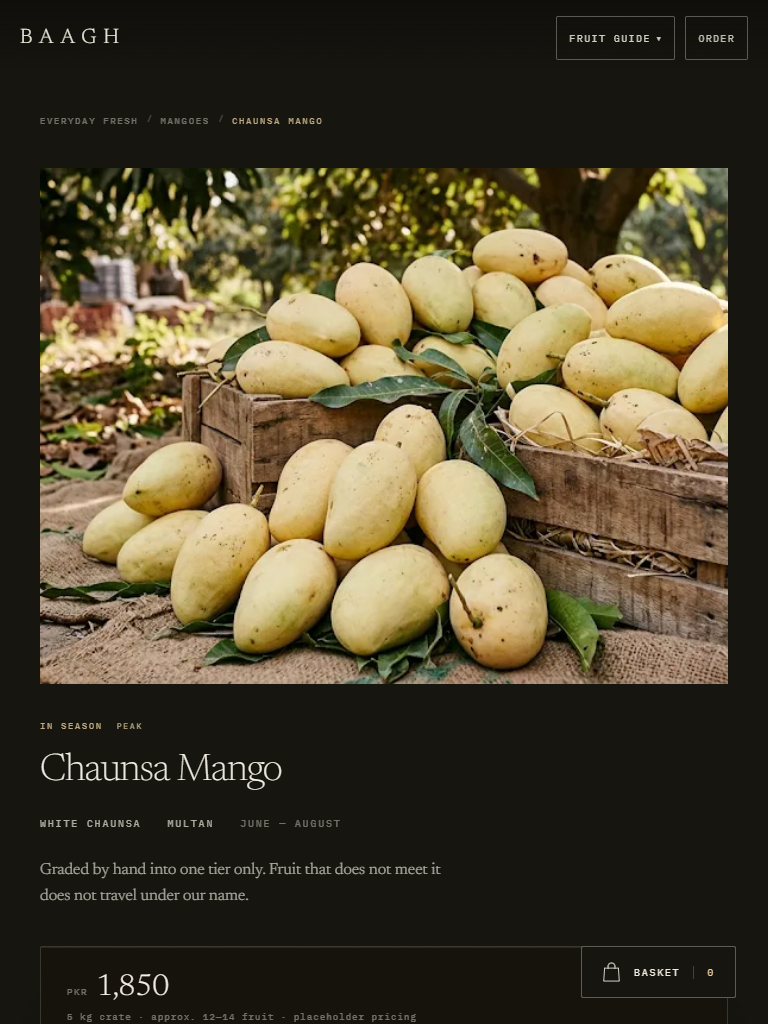 BAAGH
FRUIT GUIDE ▾
ORDER
EVERYDAY FRESH / MANGOES / CHAUNSA MANGO
IN SEASON PEAK
Chaunsa Mango
WHITE CHAUNSA MULTAN JUNE — AUGUST
Graded by hand into one tier only. Fruit that does not meet it
does not travel under our name.
PKR 1,850
BASKET 0
5 kg crate · approx. 12—14 fruit · placeholder pricing